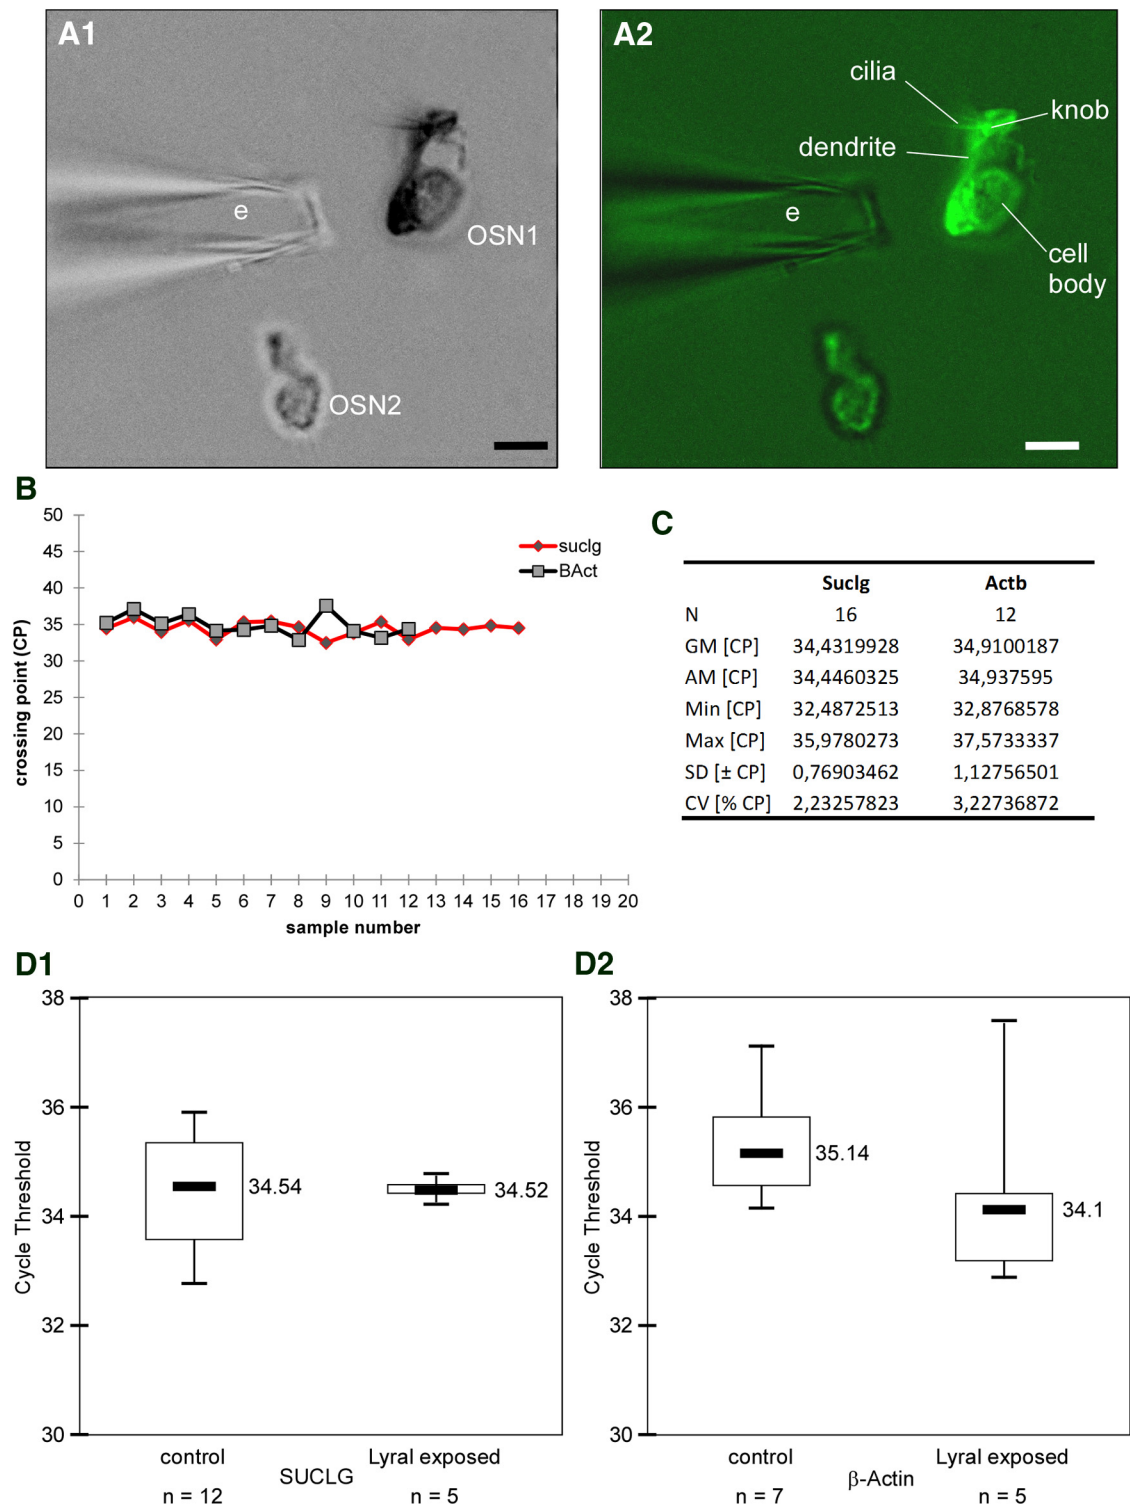 A1
e
OSN1
OSN2
A2
cilia
knob
dendrite
e
cell
body
B
50
45
40
35
30
25
20
15
10
5
0
crossing point (CP)
suclg
BAct
0 1 2 3 4 5 6 7 8 9 10 11 12 13 14 15 16 17 18 19 20
sample number
C
Suclg Actb
N 16 12
GM [CP] 34,4319928 34,9100187
AM [CP] 34,4460325 34,937595
Min [CP] 32,4872513 32,8768578
Max [CP] 35,9780273 37,5733337
SD [± CP] 0,76903462 1,12756501
CV [% CP] 2,23257823 3,22736872
D1
38
36
34
32
30
Cycle Threshold
34.54
34.52
control Lyral exposed
SUCLG
n = 12 n = 5
D2
38
36
34
32
30
Cycle Threshold
35.14
34.1
control Lyral exposed
β-Actin
n = 7 n = 5